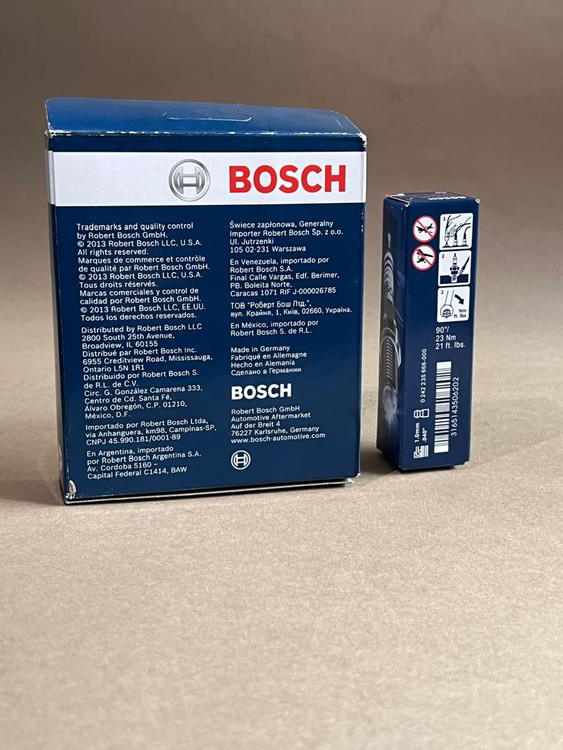 BOSCH
Trademarks and quality control
by Robert Bosch GmbH.
© 2013 Robert Bosch LLC, U.S.A.
All rights reserved.
Marques de commerce et contrôle
de qualité par Robert Bosch GmbH.
© 2013 Robert Bosch LLC, U.S.A.
Tous droits réservés.
Marcas comerciales y control de
calidad por Robert Bosch GmbH.
© 2013 Robert Bosch LLC, EE.UU.
Todos los derechos reservados.
Distributed by Robert Bosch LLC
2800 South 25th Avenue,
Broadview, IL 60155
Distribué par Robert Bosch Inc.
6955 Creditview Road, Mississauga,
Ontario L5N 1R1
Distribuido por Robert Bosch S.
de R.L. de C.V.
Circ. G. González Camarena 333,
Centro de Cd. Santa Fé,
Álvaro Obregón, C.P. 01210,
México, D.F.
Importado por Robert Bosch Ltda,
via Anhanguera, km98, Campinas-SP,
CNPJ 45.990.181/0001-89
En Argentina, importado por
Robert Bosch Argentina S.A.
Av. Cordoba 5160 –
Capital Federal C1414, BAW
Świece zapłonowa, Generalny
Importer Robert Bosch Sp. z o.o.
Ul. Jutrzenki
105 02-231 Warszawa
En Venezuela, importado por
Robert Bosch S.A.
Final Calle Vargas, Edf. Berimer,
PB. Boleita Norte,
Caracas 1071 RIF J-000026785
ТОВ "Роберт Бош Лтд.",
вул. Крайня, 1, Київ, 02660, Україна.
En México, importado por
Robert Bosch S. de R.L.
Made in Germany
Fabriqué en Allemagne
Hecho en Alemania
Сделано в Германии
BOSCH
Robert Bosch GmbH
Automotive Aftermarket
Auf der Breit 4
76227 Karlsruhe, Germany
www.bosch-automotive.com
1
2
3
90°/
23 Nm
21 ft. lbs.
0 242 235 666-000
3165143506202
1.0mm
.040"